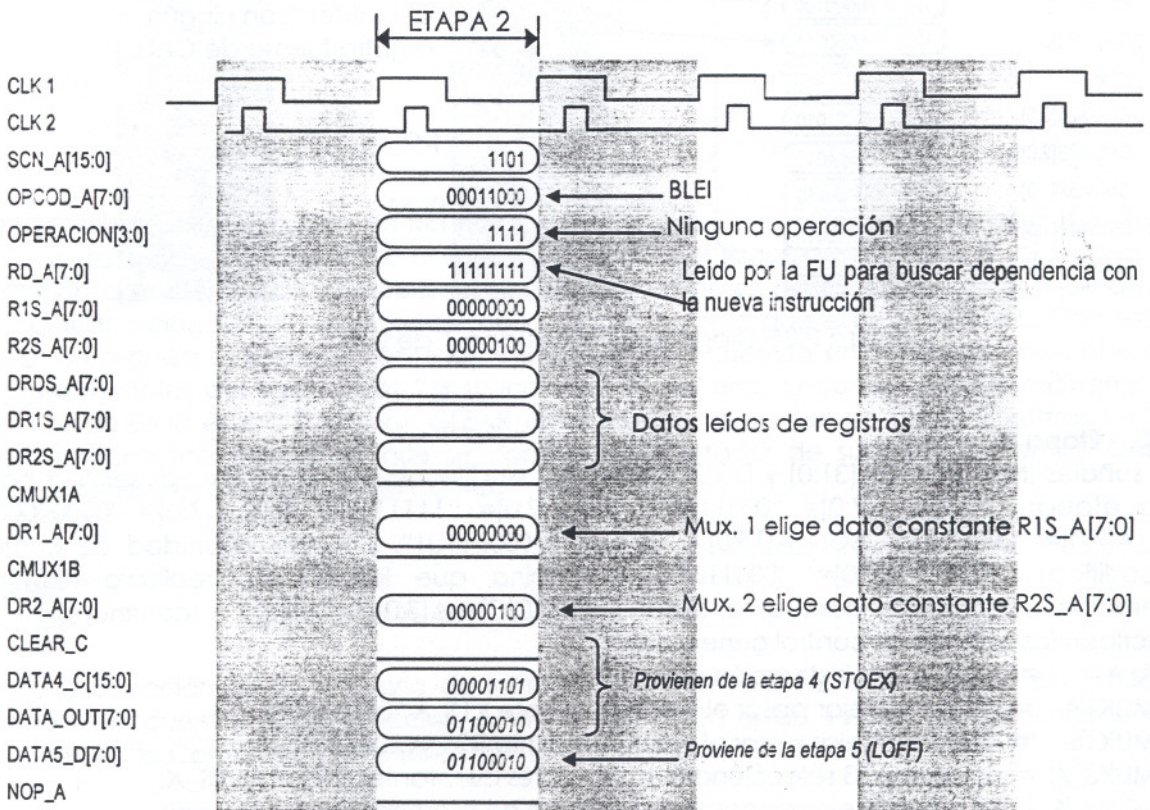 ETAPA 2
CLK 1
CLK 2
SCN_A[15:0] 1101
OPCOD_A[7:0] 00011000 BLEI
OPERACION[3:0] 1111 Ninguna operación
RD_A[7:0] 11111111 Leído por la FU para buscar dependencia con
la nueva instrucción
R1S_A[7:0] 00000000
R2S_A[7:0] 00000100
DRDS_A[7:0]
DR1S_A[7:0] Datos leídos de registros
DR2S_A[7:0]
CMUX1A
DR1_A[7:0] 00000000 Mux. 1 elige dato constante R1S_A[7:0]
CMUX1B
DR2_A[7:0] 00000100 Mux. 2 elige dato constante R2S_A[7:0]
CLEAR_C
DATA4_C[15:0] 00001101 Provienen de la etapa 4 (STOEX)
DATA_OUT[7:0] 01100010
DATA5_D[7:0] 01100010 Proviene de la etapa 5 (LOFF)
NOP_A